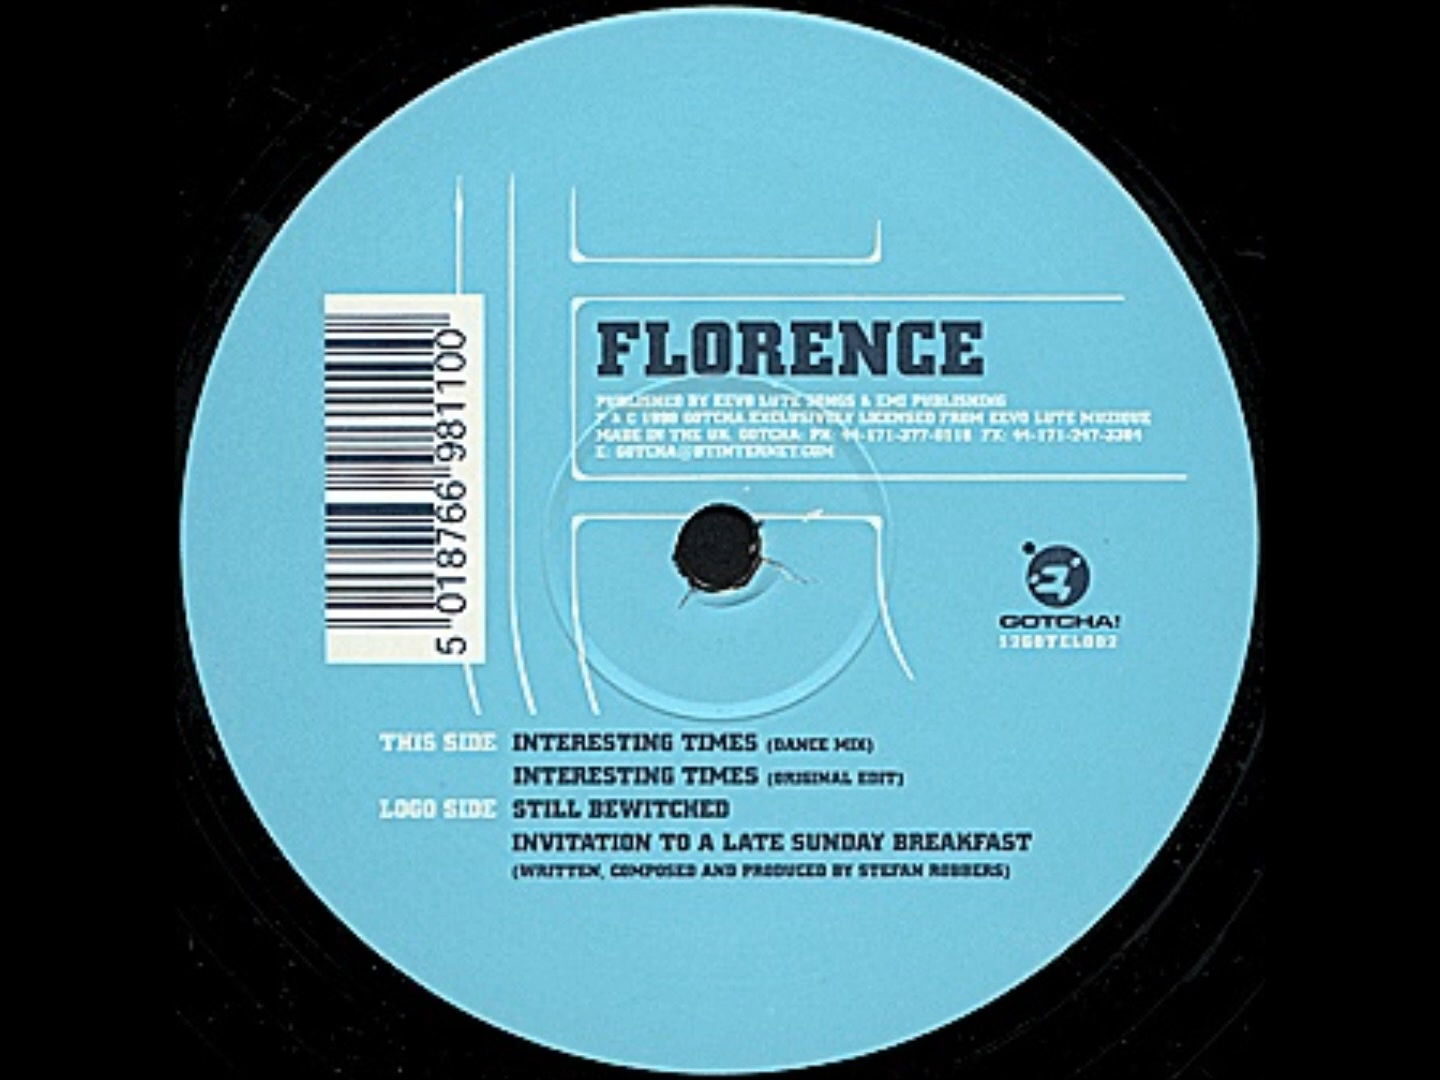 FLORENCE
PUBLISHED BY EEVO LUTE SONGS & EMI PUBLISHING
P & C 1998 GOTCHA EXCLUSIVELY LICENSED FROM EEVO LUTE MUZIQUE
MADE IN THE UK. GOTCHA: PH: 44-171-377-0110 FX: 44-171-247-3304
E: GOTCHA@BTINTERNET.COM
5 018766 981100
GOTCHA!
THIS SIDE INTERESTING TIMES (DANCE MIX)
INTERESTING TIMES (ORIGINAL EDIT)
LOGO SIDE STILL BEWITCHED
INVITATION TO A LATE SUNDAY BREAKFAST
(WRITTEN, COMPOSED AND PRODUCED BY STEFAN ROBBERS)